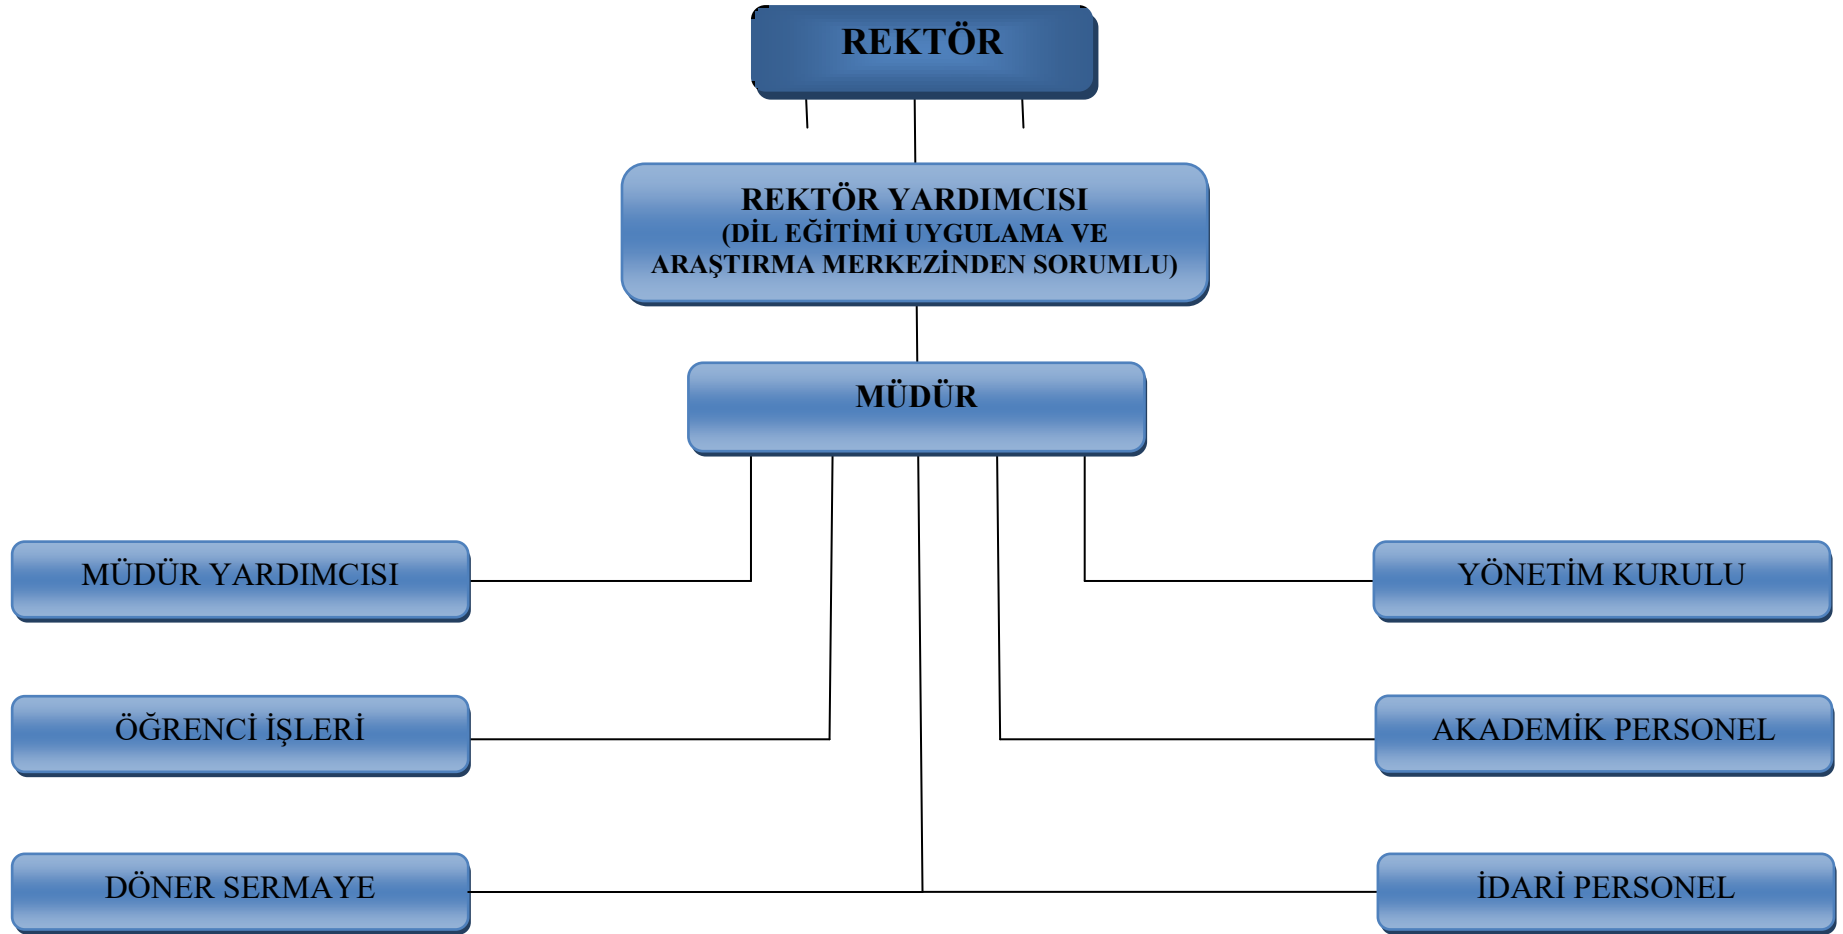 REKTÖR
REKTÖR YARDIMCISI
(DİL EĞİTİMİ UYGULAMA VE
ARAŞTIRMA MERKEZİNDEN SORUMLU)
MÜDÜR
MÜDÜR YARDIMCISI
YÖNETİM KURULU
ÖĞRENCİ İŞLERİ
AKADEMİK PERSONEL
DÖNER SERMAYE
İDARİ PERSONEL